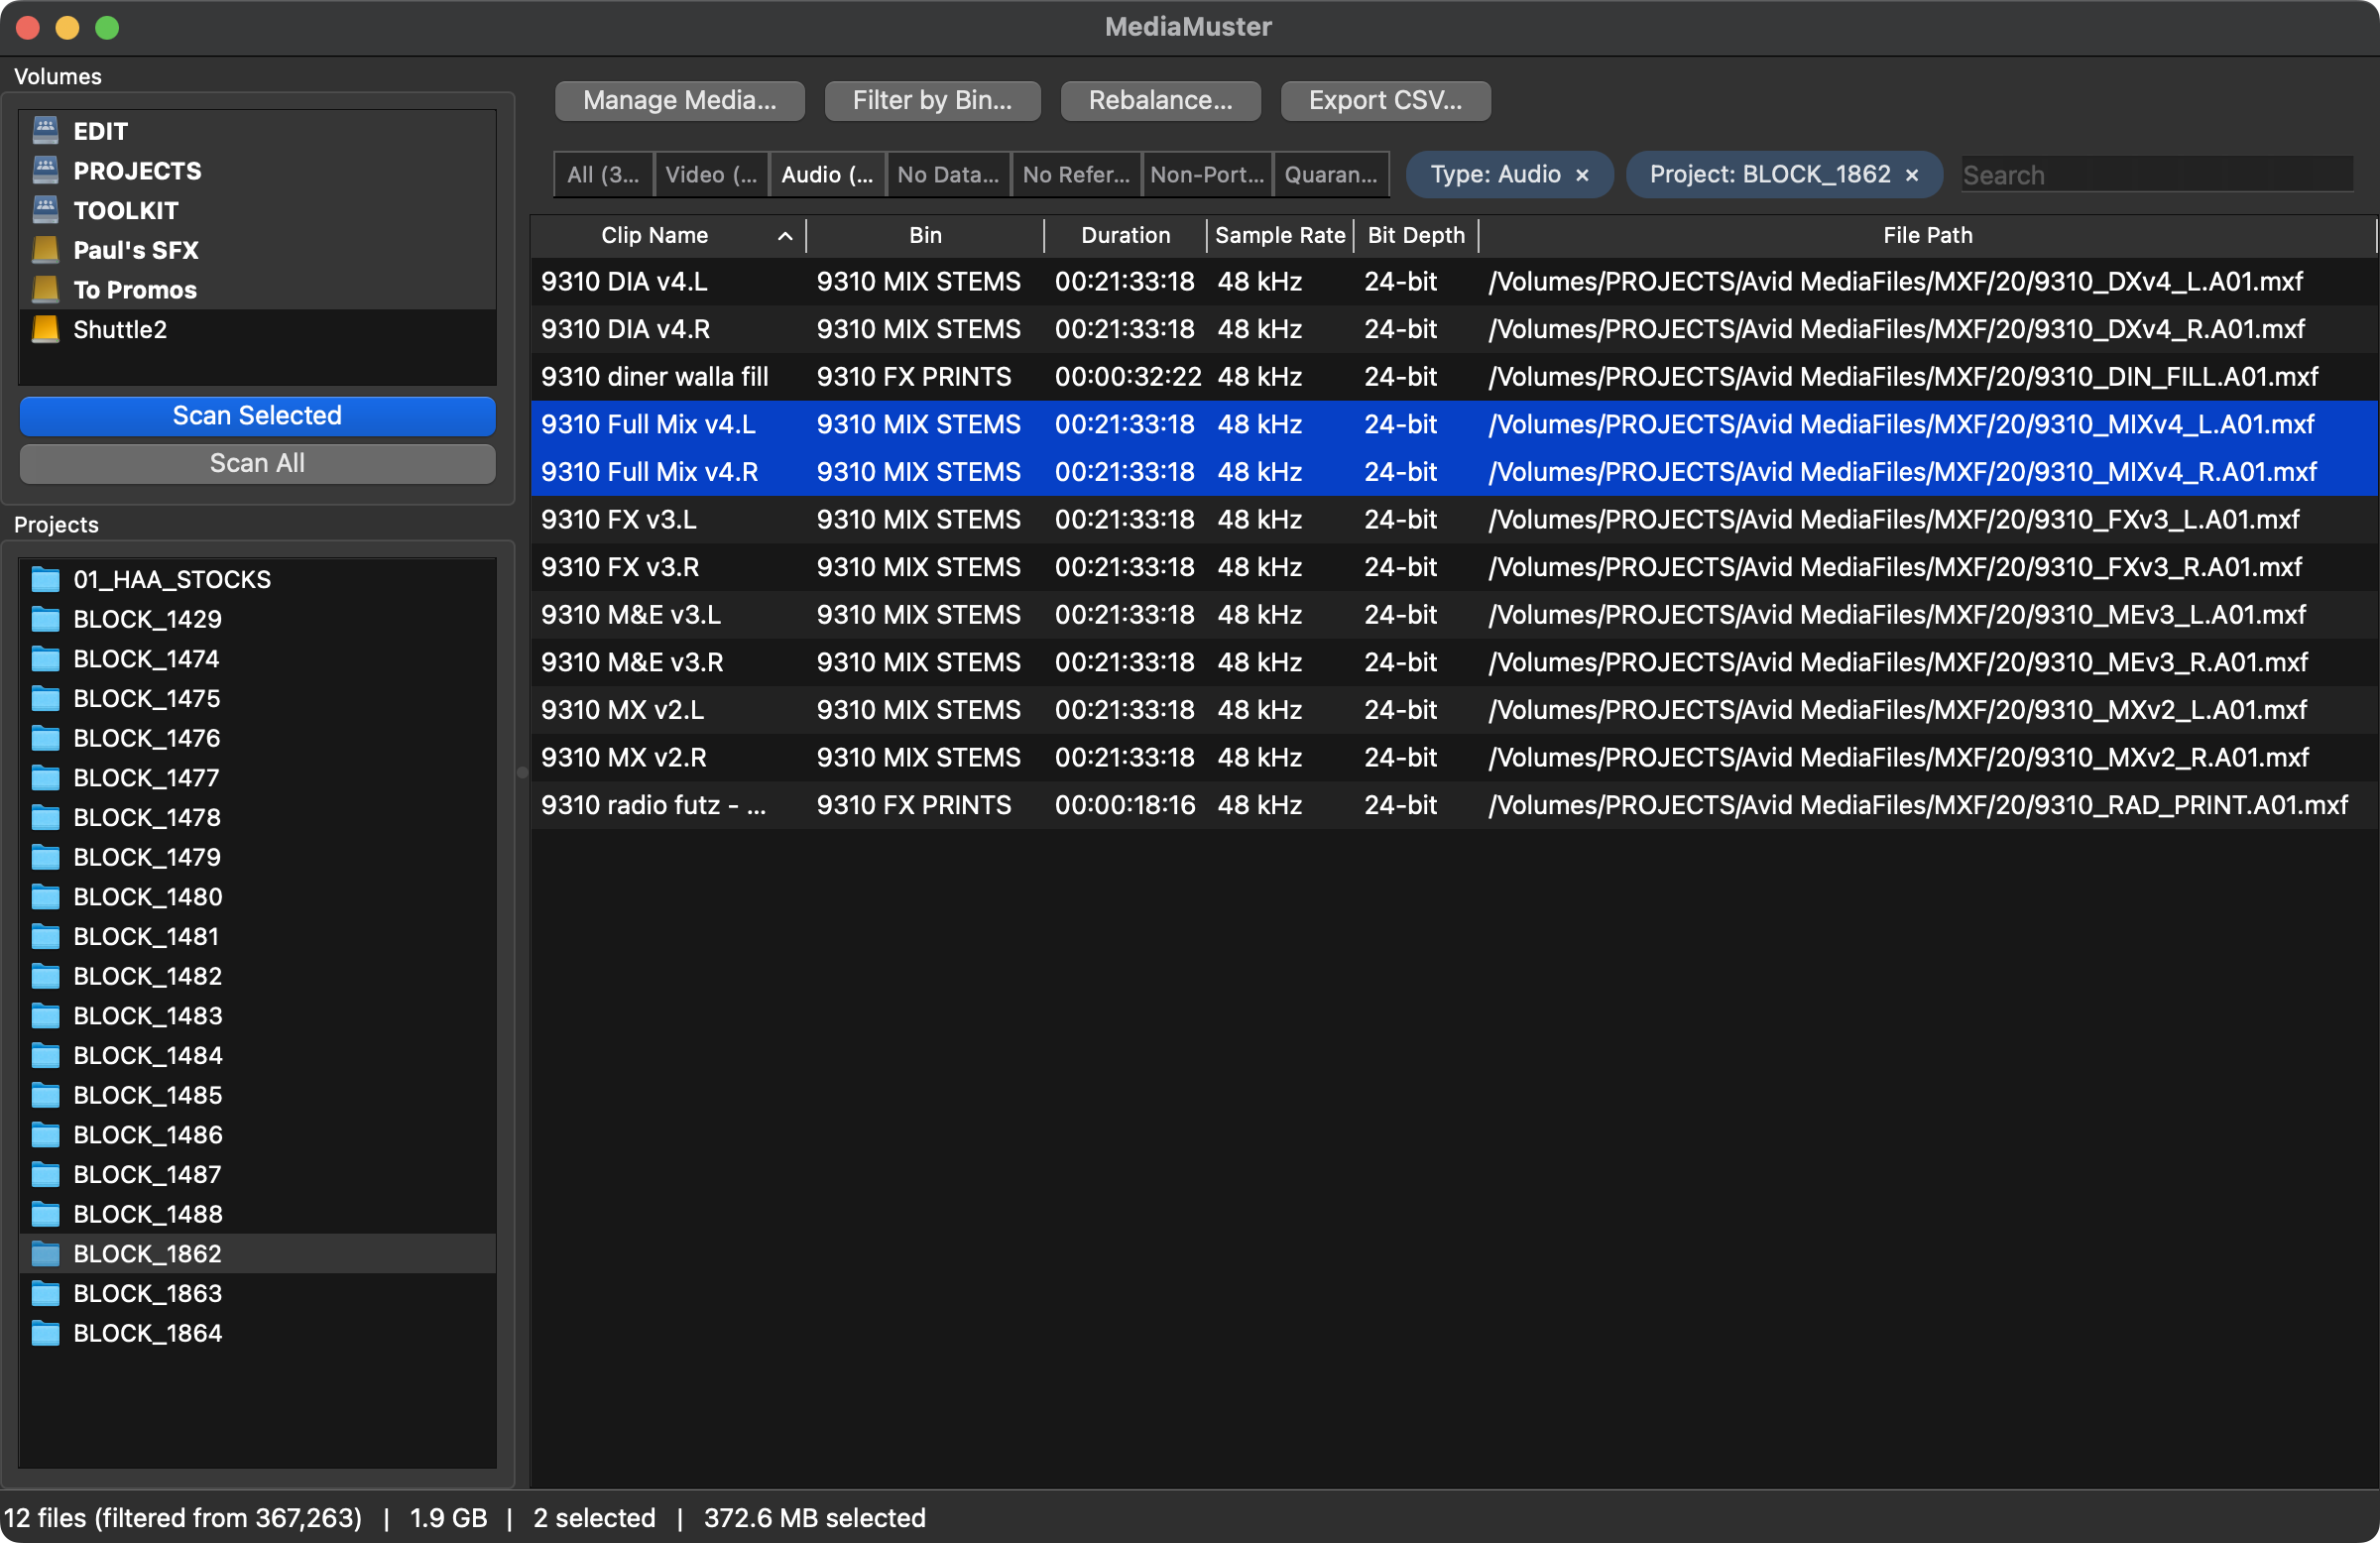 MediaMuster
Volumes
EDIT
PROJECTS
TOOLKIT
Paul's SFX
To Promos
Shuttle2
Scan Selected
Scan All
Projects
01_HAA_STOCKS
BLOCK_1429
BLOCK_1474
BLOCK_1475
BLOCK_1476
BLOCK_1477
BLOCK_1478
BLOCK_1479
BLOCK_1480
BLOCK_1481
BLOCK_1482
BLOCK_1483
BLOCK_1484
BLOCK_1485
BLOCK_1486
BLOCK_1487
BLOCK_1488
BLOCK_1862
BLOCK_1863
BLOCK_1864
Manage Media... Filter by Bin... Rebalance... Export CSV...
All (3... Video (... Audio (... No Data... No Refer... Non-Port... Quaran... Type: Audio × Project: BLOCK_1862 × Search
Clip Name Bin Duration Sample Rate Bit Depth File Path
9310 DIA v4.L 9310 MIX STEMS 00:21:33:18 48 kHz 24-bit /Volumes/PROJECTS/Avid MediaFiles/MXF/20/9310_DXv4_L.A01.mxf
9310 DIA v4.R 9310 MIX STEMS 00:21:33:18 48 kHz 24-bit /Volumes/PROJECTS/Avid MediaFiles/MXF/20/9310_DXv4_R.A01.mxf
9310 diner walla fill 9310 FX PRINTS 00:00:32:22 48 kHz 24-bit /Volumes/PROJECTS/Avid MediaFiles/MXF/20/9310_DIN_FILL.A01.mxf
9310 Full Mix v4.L 9310 MIX STEMS 00:21:33:18 48 kHz 24-bit /Volumes/PROJECTS/Avid MediaFiles/MXF/20/9310_MIXv4_L.A01.mxf
9310 Full Mix v4.R 9310 MIX STEMS 00:21:33:18 48 kHz 24-bit /Volumes/PROJECTS/Avid MediaFiles/MXF/20/9310_MIXv4_R.A01.mxf
9310 FX v3.L 9310 MIX STEMS 00:21:33:18 48 kHz 24-bit /Volumes/PROJECTS/Avid MediaFiles/MXF/20/9310_FXv3_L.A01.mxf
9310 FX v3.R 9310 MIX STEMS 00:21:33:18 48 kHz 24-bit /Volumes/PROJECTS/Avid MediaFiles/MXF/20/9310_FXv3_R.A01.mxf
9310 M&E v3.L 9310 MIX STEMS 00:21:33:18 48 kHz 24-bit /Volumes/PROJECTS/Avid MediaFiles/MXF/20/9310_MEv3_L.A01.mxf
9310 M&E v3.R 9310 MIX STEMS 00:21:33:18 48 kHz 24-bit /Volumes/PROJECTS/Avid MediaFiles/MXF/20/9310_MEv3_R.A01.mxf
9310 MX v2.L 9310 MIX STEMS 00:21:33:18 48 kHz 24-bit /Volumes/PROJECTS/Avid MediaFiles/MXF/20/9310_MXv2_L.A01.mxf
9310 MX v2.R 9310 MIX STEMS 00:21:33:18 48 kHz 24-bit /Volumes/PROJECTS/Avid MediaFiles/MXF/20/9310_MXv2_R.A01.mxf
9310 radio futz - ... 9310 FX PRINTS 00:00:18:16 48 kHz 24-bit /Volumes/PROJECTS/Avid MediaFiles/MXF/20/9310_RAD_PRINT.A01.mxf
12 files (filtered from 367,263) | 1.9 GB | 2 selected | 372.6 MB selected